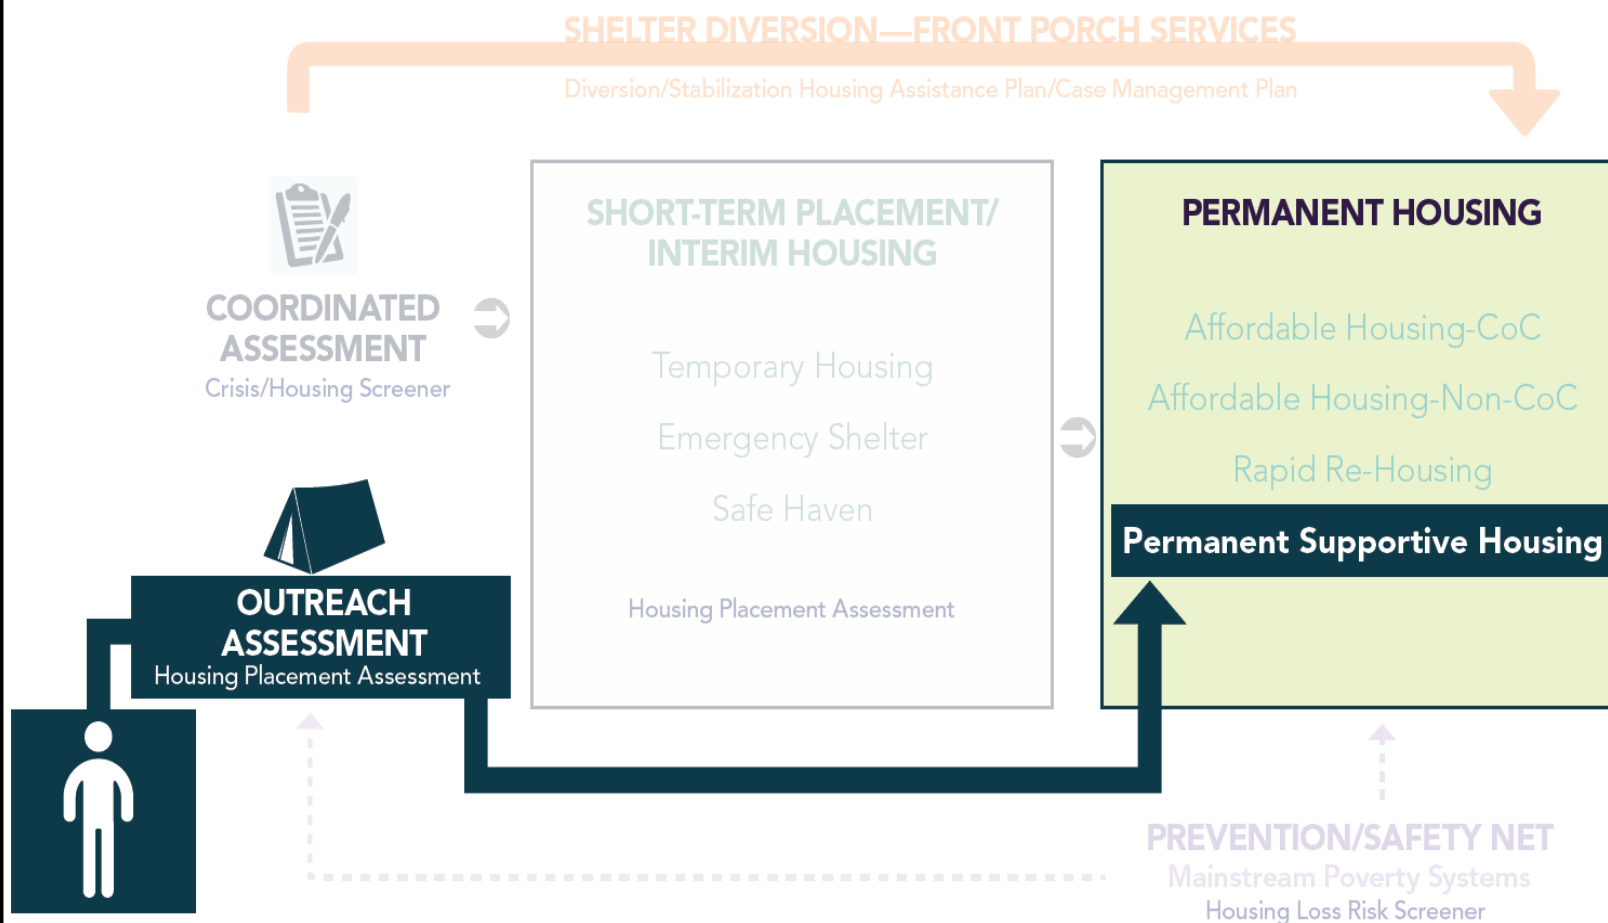 SHELTER DIVERSION—FRONT PORCH SERVICES
Diversion/Stabilization Housing Assistance Plan/Case Management Plan
COORDINATED
ASSESSMENT
Crisis/Housing Screener
OUTREACH
ASSESSMENT
Housing Placement Assessment
SHORT-TERM PLACEMENT/
INTERIM HOUSING
Temporary Housing
Emergency Shelter
Safe Haven
Housing Placement Assessment
PERMANENT HOUSING
Affordable Housing-CoC
Affordable Housing-Non-CoC
Rapid Re-Housing
Permanent Supportive Housing
PREVENTION/SAFETY NET
Mainstream Poverty Systems
Housing Loss Risk Screener